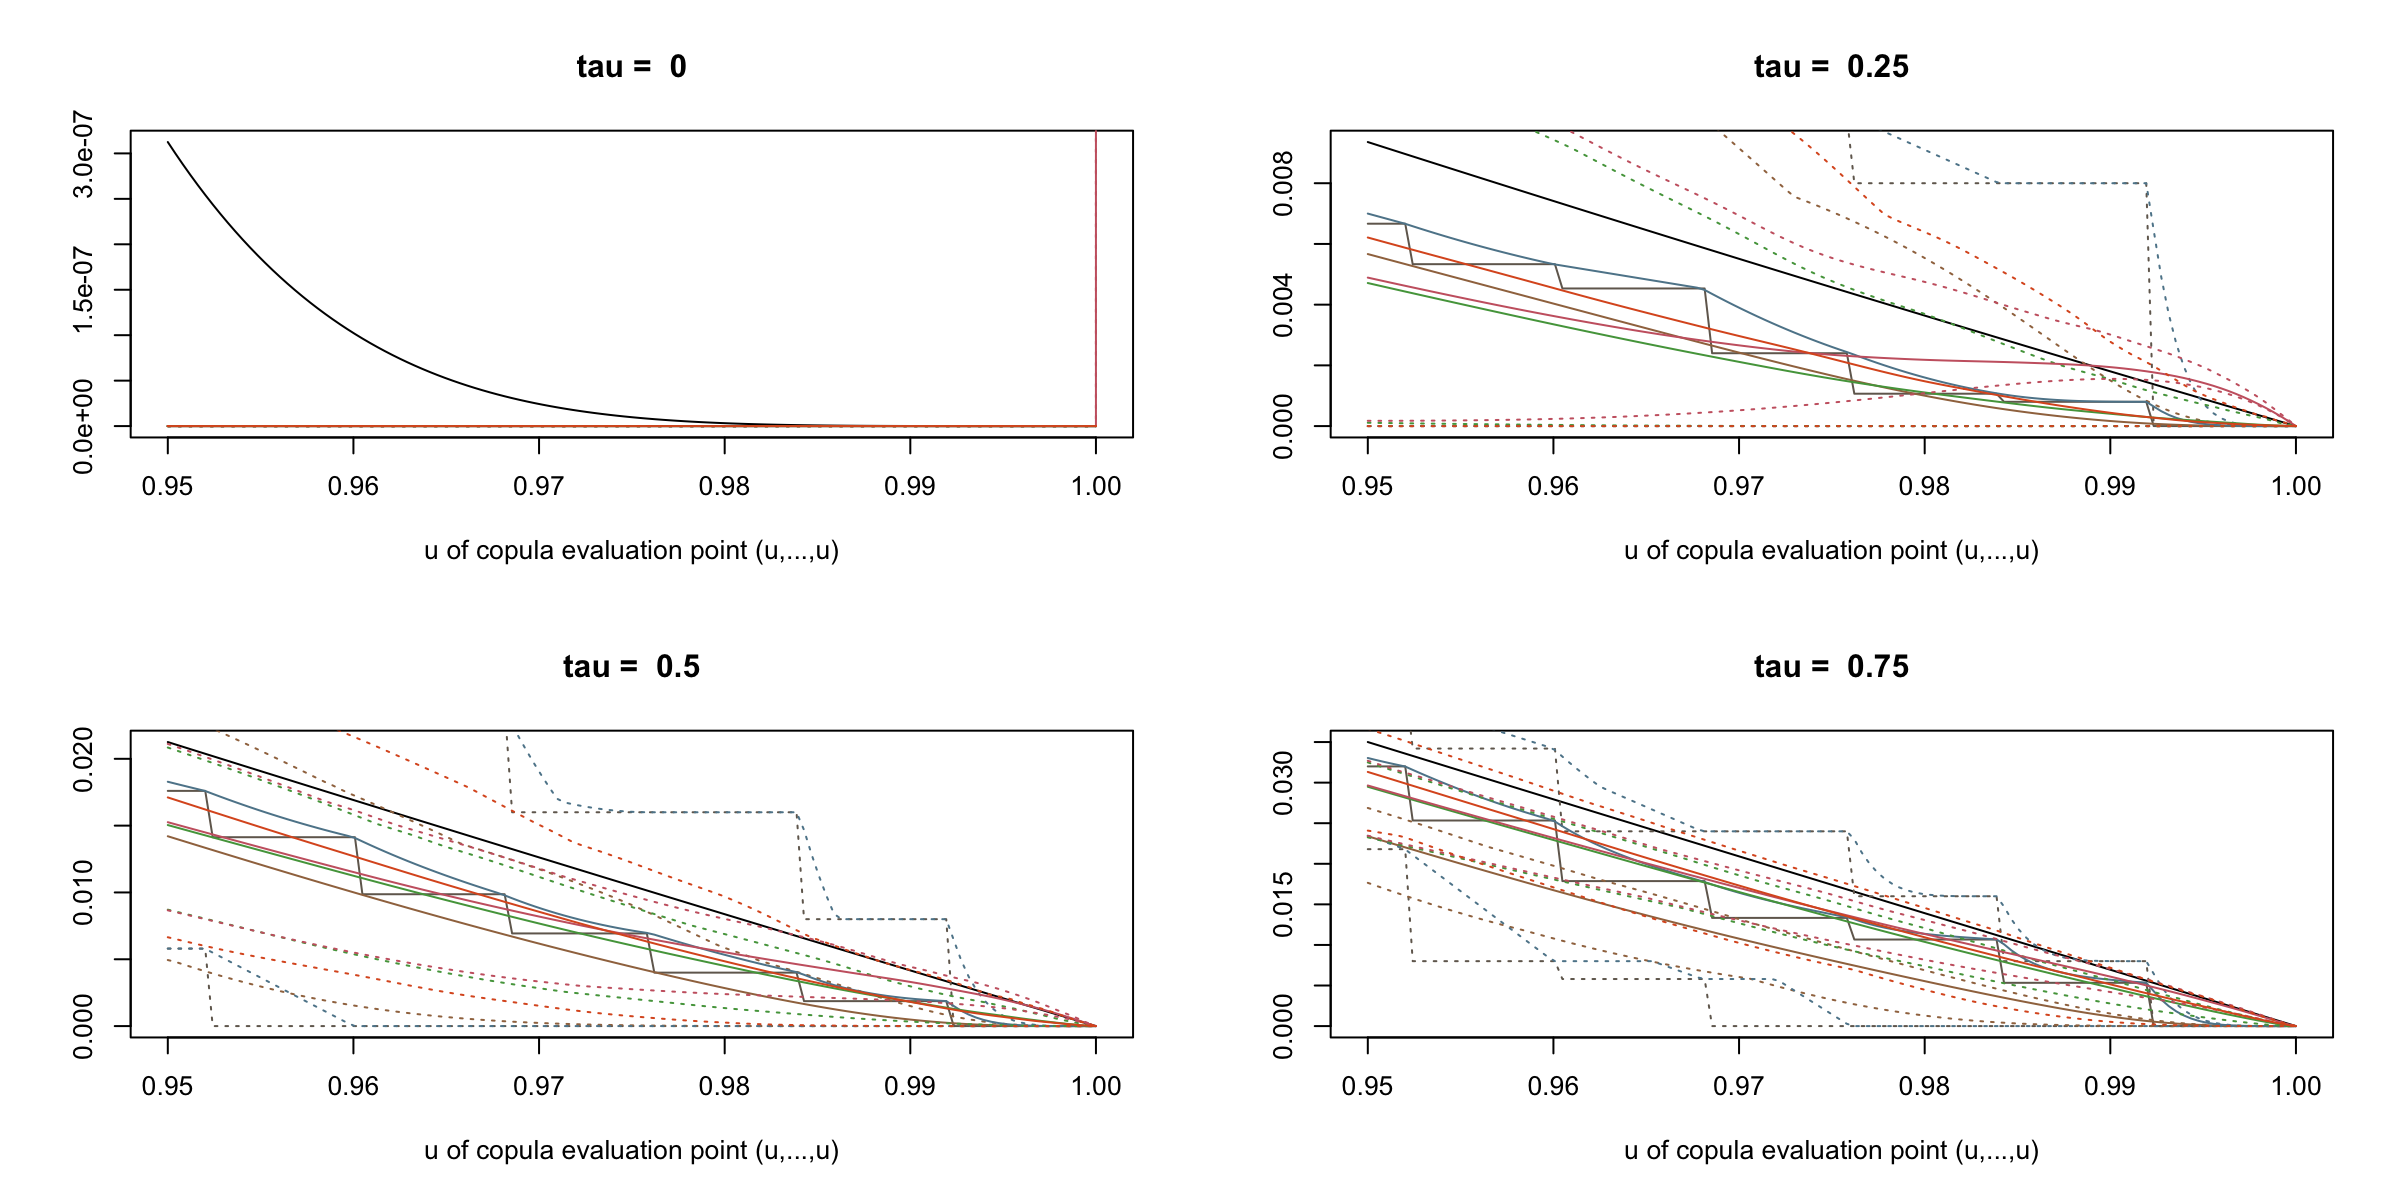 tau =  0
3.0e-07
1.5e-07
0.0e+00
0.95 0.96 0.97 0.98 0.99 1.00
u of copula evaluation point (u,...,u)
tau =  0.25
0.008
0.004
0.000
0.95 0.96 0.97 0.98 0.99 1.00
u of copula evaluation point (u,...,u)
tau =  0.5
0.020
0.010
0.000
0.95 0.96 0.97 0.98 0.99 1.00
u of copula evaluation point (u,...,u)
tau =  0.75
0.030
0.015
0.000
0.95 0.96 0.97 0.98 0.99 1.00
u of copula evaluation point (u,...,u)